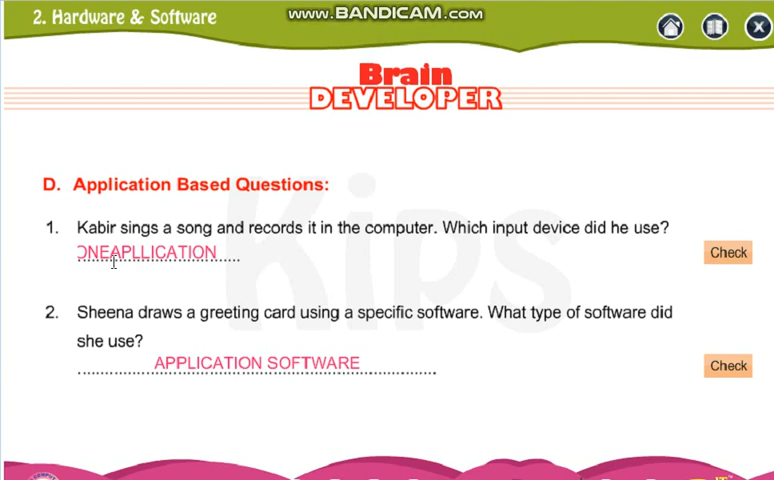 2. Hardware & Software
www.BANDICAM.com
Brain
DEVELOPER
D. Application Based Questions:
1. Kabir sings a song and records it in the computer. Which input device did he use?
ONEAPLLICATION
Check
2. Sheena draws a greeting card using a specific software. What type of software did
she use?
APPLICATION SOFTWARE
Check
Kips